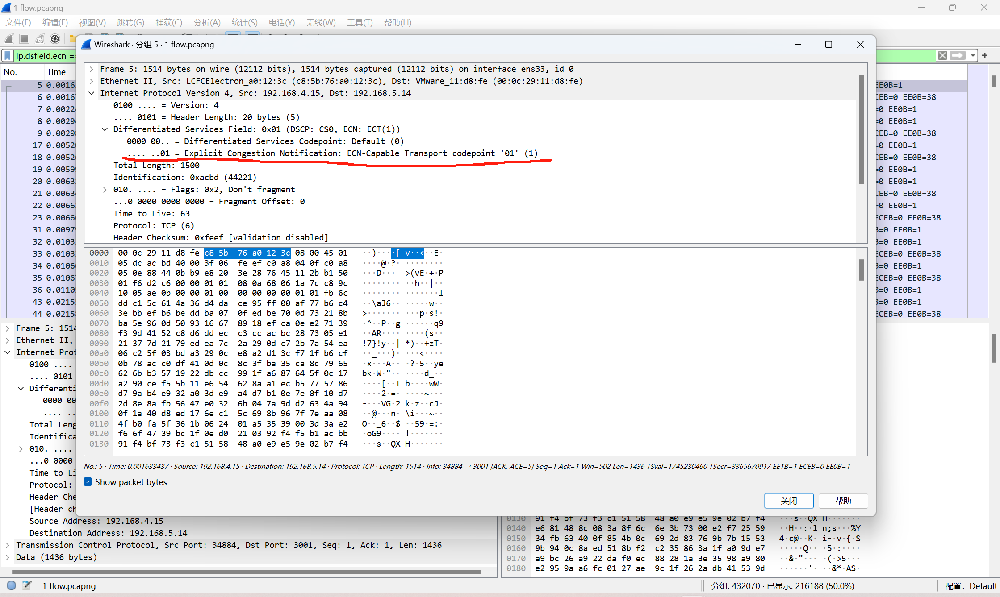 1 flow.pcapng
文件(F) 编辑(E) 视图(V) 跳转(G) 捕获(C) 分析(A) 统计(S) 电话(Y) 无线(W) 工具(T) 帮助(H)
Wireshark · 分组 5 · 1 flow.pcapng
ip.dsfield.ecn =
No. Time
5 0.0016
6 0.0016
7 0.0022
8 0.0029
9 0.0029
17 0.0052
18 0.0052
19 0.0059
20 0.0063
21 0.0063
22 0.0066
23 0.0066
31 0.0097
32 0.0103
33 0.0103
34 0.0106
35 0.0106
36 0.0110
43 0.0215
44 0.0215
Frame 5: 1514 bytes on wire (12112 bits), 1514 bytes captured (12112 bits) on interface ens33, id 0
Ethernet II, Src: LCFCElectron_a0:12:3c (c8:5b:76:a0:12:3c), Dst: VMware_11:d8:fe (00:0c:29:11:d8:fe)
Internet Protocol Version 4, Src: 192.168.4.15, Dst: 192.168.5.14
0100 .... = Version: 4
.... 0101 = Header Length: 20 bytes (5)
Differentiated Services Field: 0x01 (DSCP: CS0, ECN: ECT(1))
0000 00.. = Differentiated Services Codepoint: Default (0)
.... ..01 = Explicit Congestion Notification: ECN-Capable Transport codepoint '01' (1)
Total Length: 1500
Identification: 0xacbd (44221)
010. .... = Flags: 0x2, Don't fragment
...0 0000 0000 0000 = Fragment Offset: 0
Time to Live: 63
Protocol: TCP (6)
Header Checksum: 0xfeef [validation disabled]
EE0B=1
CEB=0 EE0B=38
=0 EE0B=1
=0 EE0B=1
CEB=0 EE0B=38
=0 EE0B=1
CEB=0 EE0B=38
=0 EE0B=1
=0 EE0B=1
CEB=0 EE0B=38
=0 EE0B=1
ECEB=0 EE0B=38
=0 EE0B=1
=0 EE0B=1
ECEB=0 EE0B=38
=0 EE0B=1
ECEB=0 EE0B=38
=0 EE0B=1
=0 EE0B=1
ECEB=0 EE0B=38
0000 00 0c 29 11 d8 fe c8 5b 76 a0 12 3c 08 00 45 01 ··)····[ v··<··E·
0010 05 dc ac bd 40 00 3f 06 fe ef c0 a8 04 0f c0 a8 ····@·?· ········
0020 05 0e 88 44 0b b9 e8 20 3e 28 76 45 11 2b b1 50 ···D··· >(vE·+·P
0030 01 f6 d2 c6 00 00 01 01 08 0a 68 06 1a 7c c8 9c ········ ··h··|··
0040 10 05 ae 0b 00 00 01 00 00 00 00 00 01 01 fb 6c ········ ·······l
0050 dd c1 5c 61 4a 36 d4 da ce 95 ff 00 af 77 b6 c4 ··\aJ6·· ·····w··
0060 3e bb ef b6 be dd ba 07 0f ed be 70 0d 73 21 8b >······· ···p·s!·
0070 ba 5e 96 0d 50 93 16 67 89 18 ef ca 0e e2 71 39 ·^··P··g ······q9
0080 f3 9d 41 52 c8 d6 dd ec c3 cc ac bc 28 73 05 e1 ··AR···· ····(s··
0090 21 37 7d 21 79 ed ea 7c 2a 29 0d c7 2b 7a 54 ea !7}!y··| *)··+zT·
00a0 06 c2 5f 03 bd a3 29 0c e8 a2 d1 3c f7 1f b6 cf ··_···)· ···<····
00b0 0b 78 ac c0 df 41 0d 0c 8c 3f ba 35 ca 8c 79 65 ·x···A·· ·?·5··ye
00c0 62 6b b3 57 19 22 db cc 99 1f a6 87 64 5f 0c 17 bk·W·"·· ····d_··
00d0 a2 90 ce f5 5b 11 e6 54 62 8a a1 ec b5 77 57 86 ····[··T b····wW·
00e0 d7 9a b4 e9 32 a0 3d e9 a4 d7 b1 0e 7e 0f 10 d7 ····2·=· ····~···
00f0 2d 8e 8a fb 56 47 e0 32 6b 04 7a 9d d2 63 4a 94 -···VG·2 k·z··cJ·
0100 0f 1a 40 d8 ed 17 6e c1 5c 69 8b 96 7f 7e aa 08 ··@···n· \i···~··
0110 4f b0 fa 5f 36 1b 06 24 01 a5 35 39 00 3d 3a e2 O··_6··$ ··59·=:·
0120 f6 6f 47 39 bc 1f 0e d0 21 03 92 f4 f5 b1 ac bb ·oG9···· !·······
0130 91 f4 bf 73 f3 c1 51 58 48 a0 e9 e5 9e 02 b7 f4 ···s··QX H·······
No.: 5 · Time: 0.001633437 · Source: 192.168.4.15 · Destination: 192.168.5.14 · Protocol: TCP · Length: 1514 · Info: 34884 → 3001 [ACK, ACE=5] Seq=1 Ack=1 Win=502 Len=1436 TSval=1745230460 TSecr=3365670917 EE1B=1 ECEB=0 EE0B=1
Show packet bytes
关闭 帮助
Frame 5: 1514
Ethernet II,
Internet Prot
0100 ....
.... 0101
Differenti
0000 00
.... ..
Total Leng
Identifica
010. ....
...0 0000
Time to Li
Protocol:
Header Che
[Header ch
Source Address: 192.168.4.15
Destination Address: 192.168.5.14
Transmission Control Protocol, Src Port: 34884, Dst Port: 3001, Seq: 1, Ack: 1, Len: 1436
Data (1436 bytes)
0130 91 f4 bf 73 f3 c1 51 58 48 a0 e9 e5 9e 02 b7 f4 ···s··QX H·······
0140 e6 81 48 8c 08 3a 8f 6c 6e 3b 73 00 e2 f7 25 59 ··H··:·l n;s···%Y
0150 34 fb 63 40 0f 85 4b 0c 69 2d 83 76 9b 7b 15 53 4·c@··K· i-·v·{·S
0160 9b 94 0c 8a ed 51 8b f2 c2 35 86 3a 1f a0 9d e7 ·····Q·· ·5·:····
0170 a9 bc 26 a9 22 da f0 ec 88 28 1a 3e 35 98 a9 80 ··&·"··· ·(·>5···
0180 e2 95 9a a6 fc 01 27 ae 9c 1f 26 2a db 41 53 9d ······'· ··&*·AS·
1 flow.pcapng
分组: 432070 · 已显示: 216188 (50.0%)
配置: Default